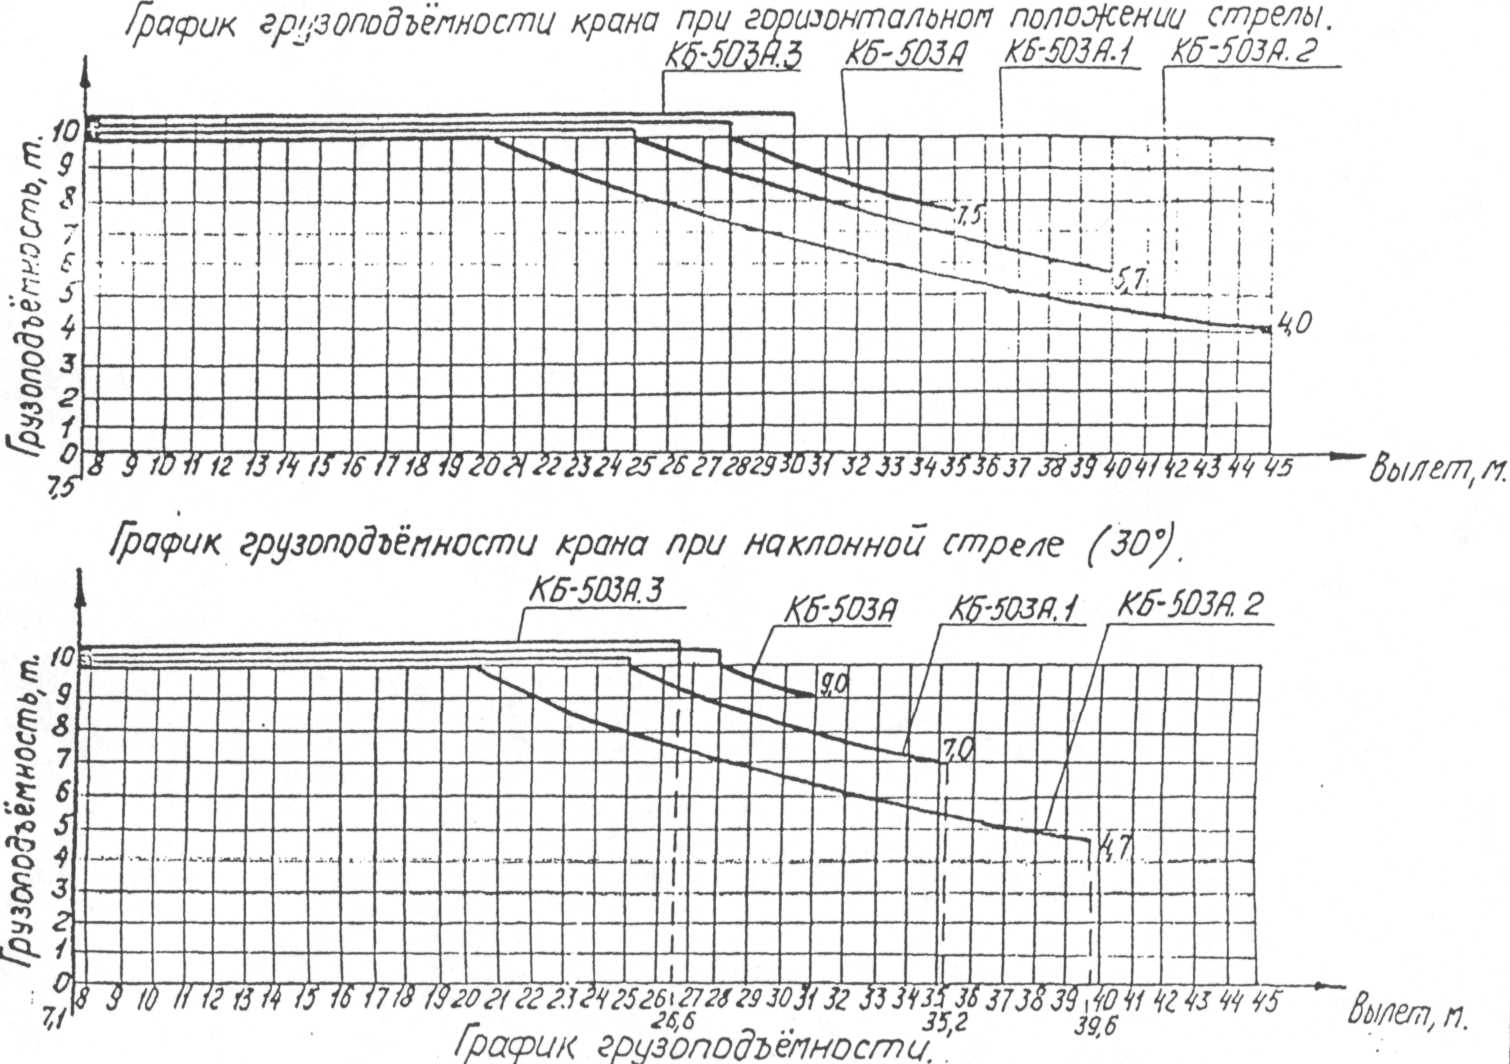 График грузоподъёмности крана при горизонтальном положении стрелы.
КБ-503А.3 КБ-503А КБ-503А.1 КБ-503А.2
Грузоподъёмность, т.
10
9
8
7
6
5
4
3
2
1
0
7,5
5,7
4,0
8 9 10 11 12 13 14 15 16 17 18 19 20 21 22 23 24 25 26 27 28 29 30 31 32 33 34 35 36 37 38 39 40 41 42 43 44 45
7,5
Вылет, м.
График грузоподъёмности крана при наклонной стреле (30°).
КБ-503А.3 КБ-503А КБ-503А.1 КБ-503А.2
Грузоподъёмность, т.
10
9
8
7
6
5
4
3
2
1
0
9,0
7,0
4,7
8 9 10 11 12 13 14 15 16 17 18 19 20 21 22 23 24 25 26 27 28 29 30 31 32 33 34 35 36 37 38 39 40 41 42 43 44 45
7,1
26,6 35,2 39,6
Вылет, м.
График грузоподъёмности.